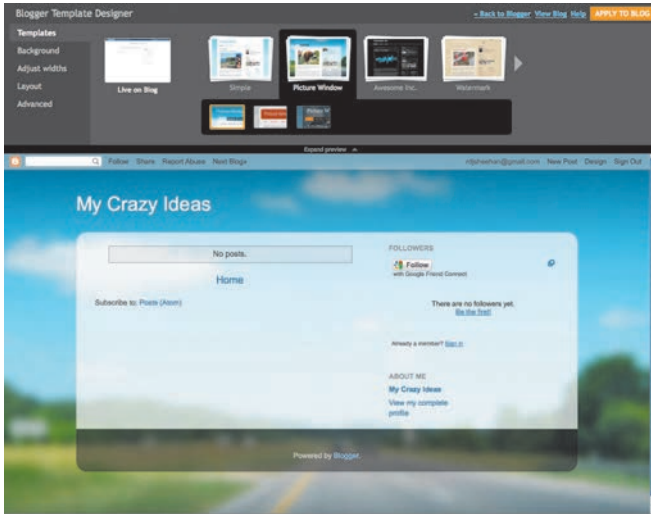 Blogger Template Designer
« Back to Blogger View Blog Help APPLY TO BLOG
Templates
Background
Adjust widths
Layout
Advanced
Live on Blog
Simple
Picture Window
Awesome Inc.
Watermark
Expand preview
Follow Share Report Abuse Next Blog»
New Post Design Sign Out
My Crazy Ideas
No posts.
Home
Subscribe to: Posts (Atom)
FOLLOWERS
Follow
with Google Friend Connect
There are no followers yet.
Be the first!
Already a member? Sign in
ABOUT ME
My Crazy Ideas
View my complete
profile
Powered by Blogger.